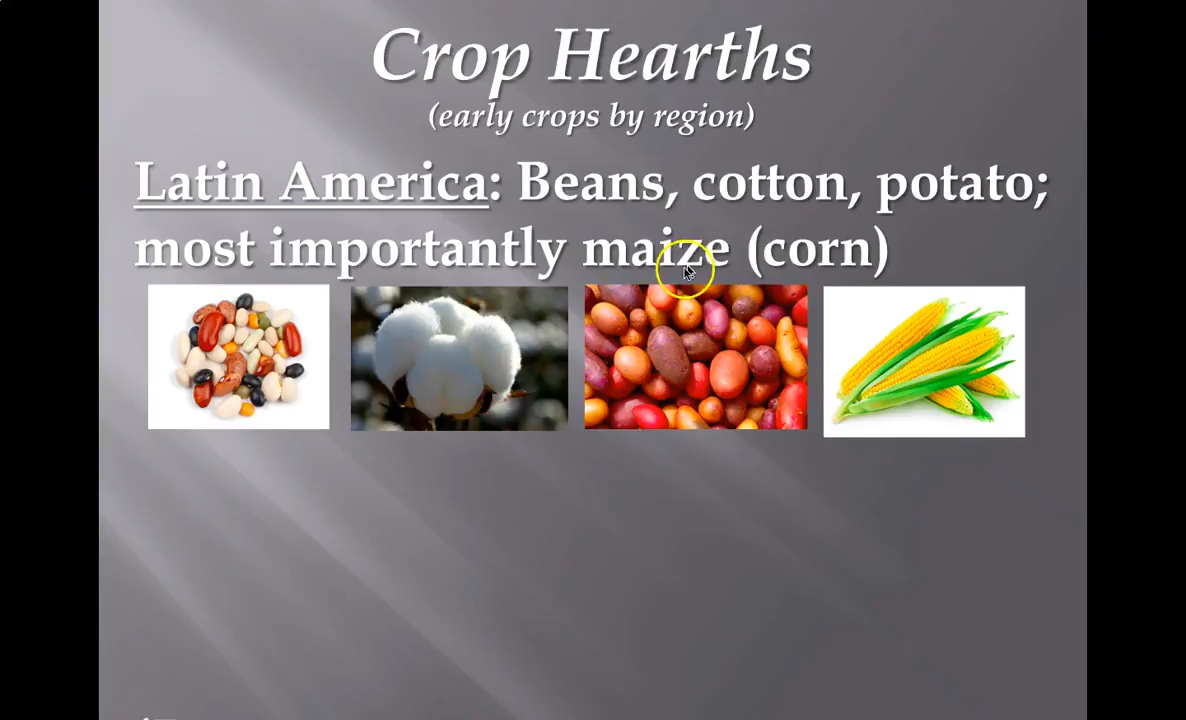 Crop Hearths
(early crops by region)
Latin America: Beans, cotton, potato;
most importantly maize (corn)